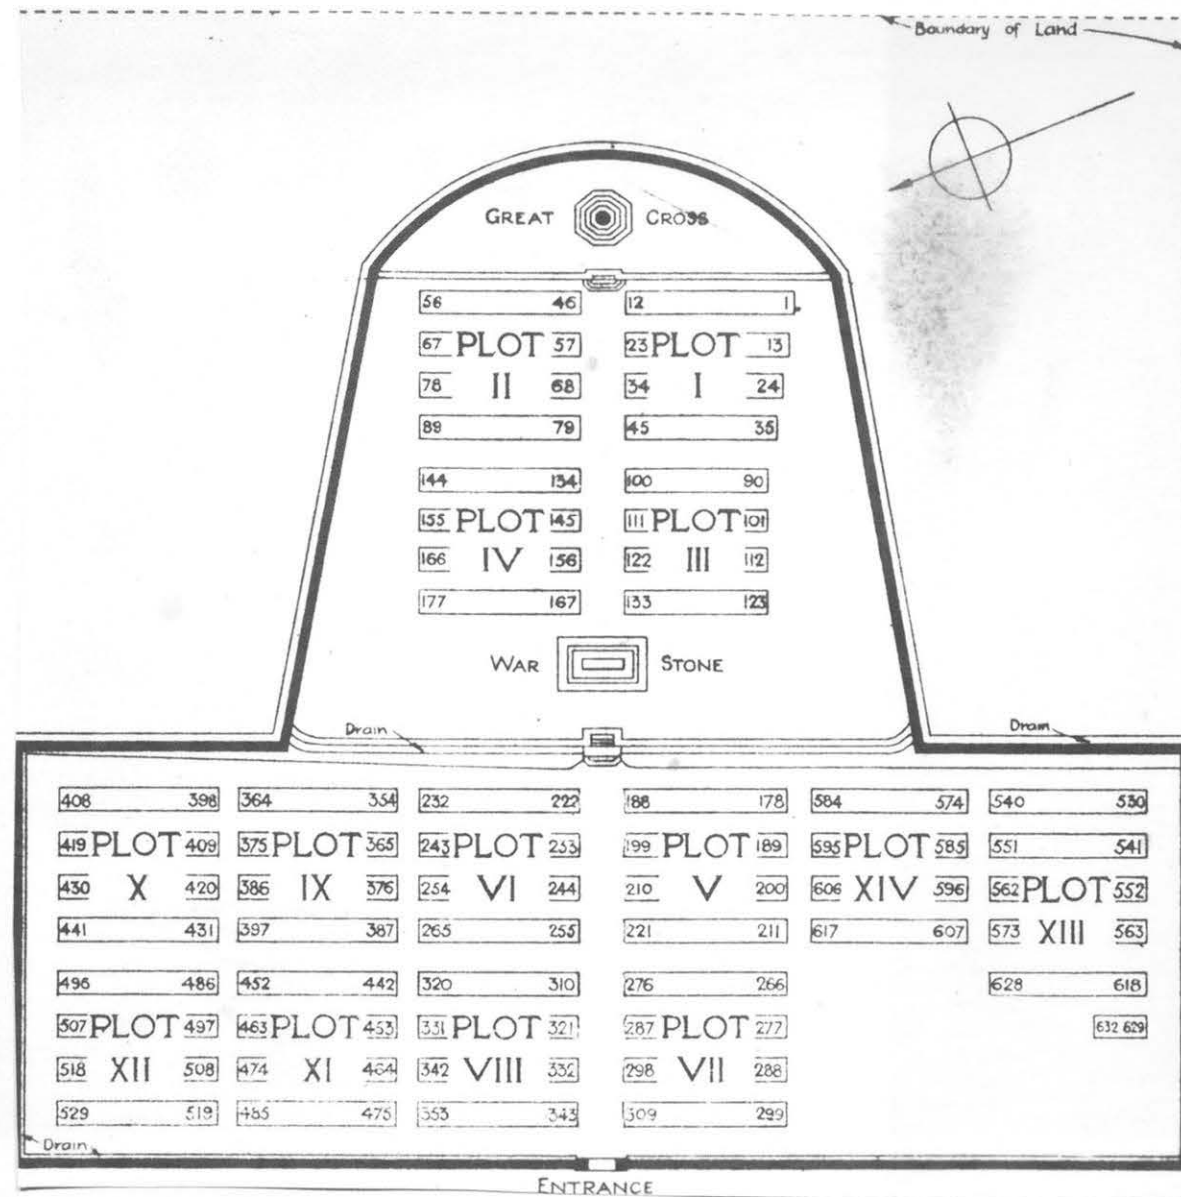 Boundary of Land
GREAT CROSS
56 46 12 1
67 PLOT 57 23 PLOT 13
78 II 68 34 I 24
89 79 45 35
144 134 100 90
155 PLOT 145 111 PLOT 101
166 IV 156 122 III 112
177 167 133 123
WAR STONE
Drain Drain
408 398 364 354 232 222 188 178 584 574 540 530
419 PLOT 409 375 PLOT 365 243 PLOT 233 199 PLOT 189 595 PLOT 585 551 541
430 X 420 386 IX 376 254 VI 244 210 V 200 606 XIV 596 562 PLOT 552
441 431 397 387 265 255 221 211 617 607 573 XIII 563
496 486 452 442 320 310 276 266 628 618
507 PLOT 497 463 PLOT 453 331 PLOT 321 287 PLOT 277 632 629
518 XII 508 474 XI 464 342 VIII 332 298 VII 288
529 519 485 475 353 343 309 299
Drain
ENTRANCE